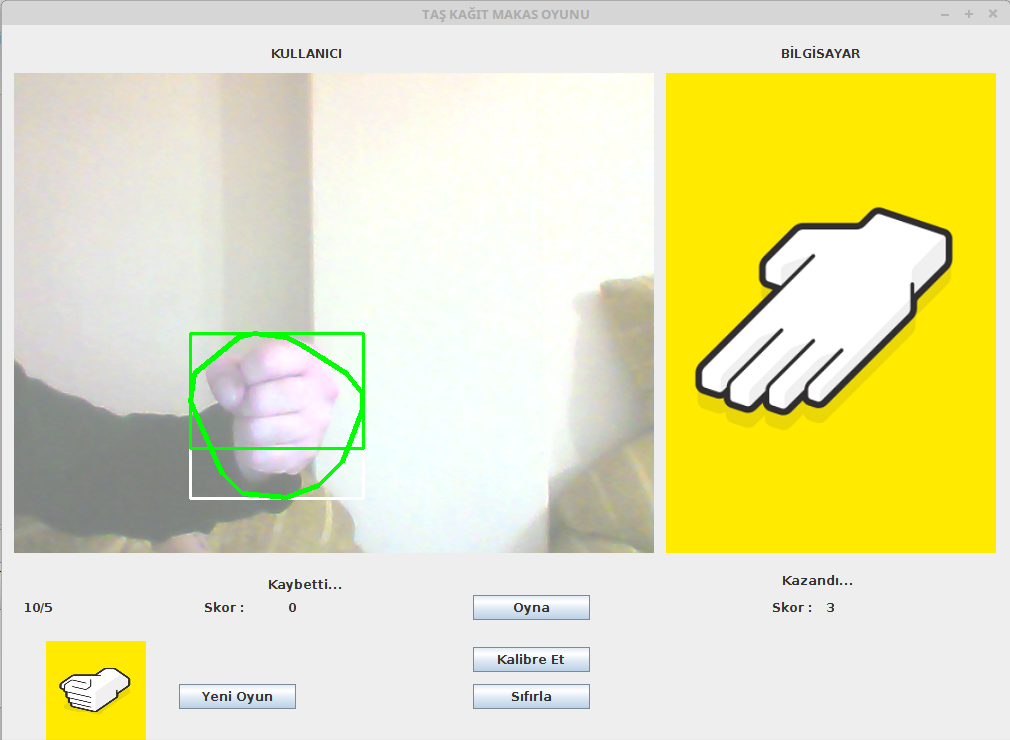 TAŞ KAĞIT MAKAS OYUNU
KULLANICI
BİLGİSAYAR
Kaybetti...
Kazandı...
10/5
Skor : 0
Oyna
Skor : 3
Kalibre Et
Yeni Oyun
Sıfırla